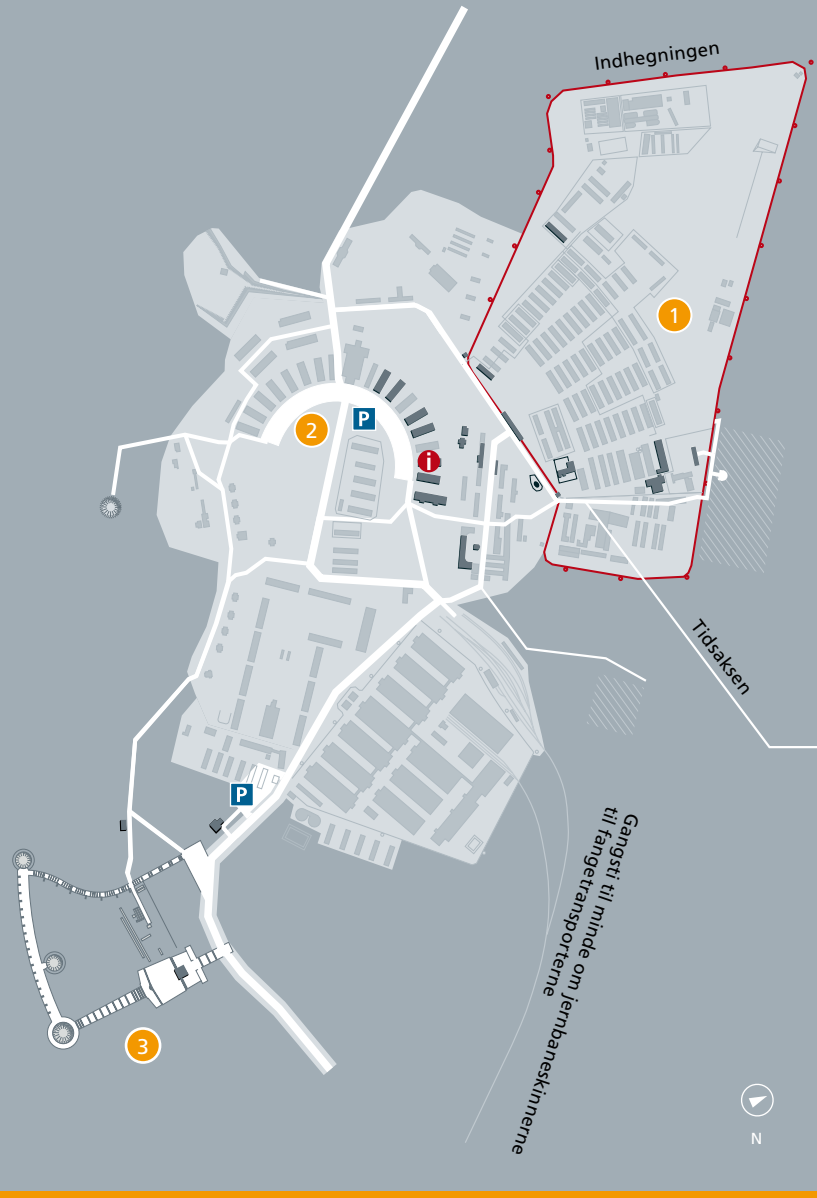 Indhegningen
1
P
2
i
Tidsaksen
P
Gangsti til minde om jernbaneskinnerne
til fangetransporterne
3
N